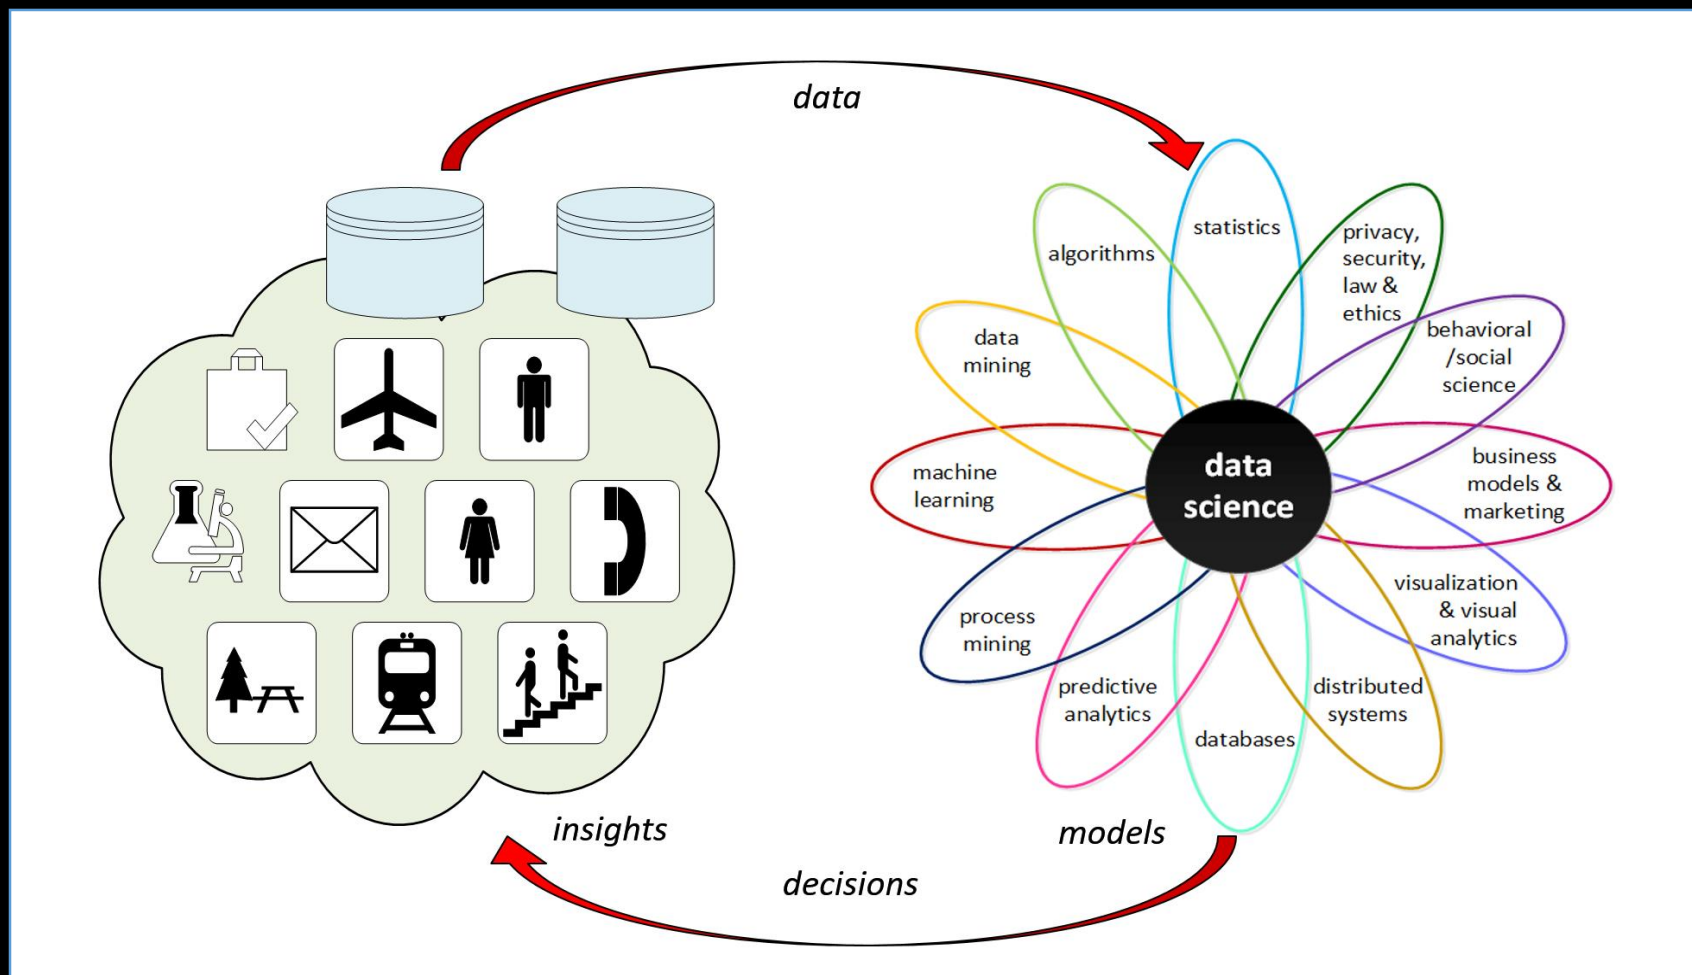 data
statistics
algorithms
privacy,
security,
law &
ethics
behavioral
/social
science
data
mining
machine
learning
data
science
business
models &
marketing
process
mining
visualization
& visual
analytics
predictive
analytics
distributed
systems
databases
insights
models
decisions